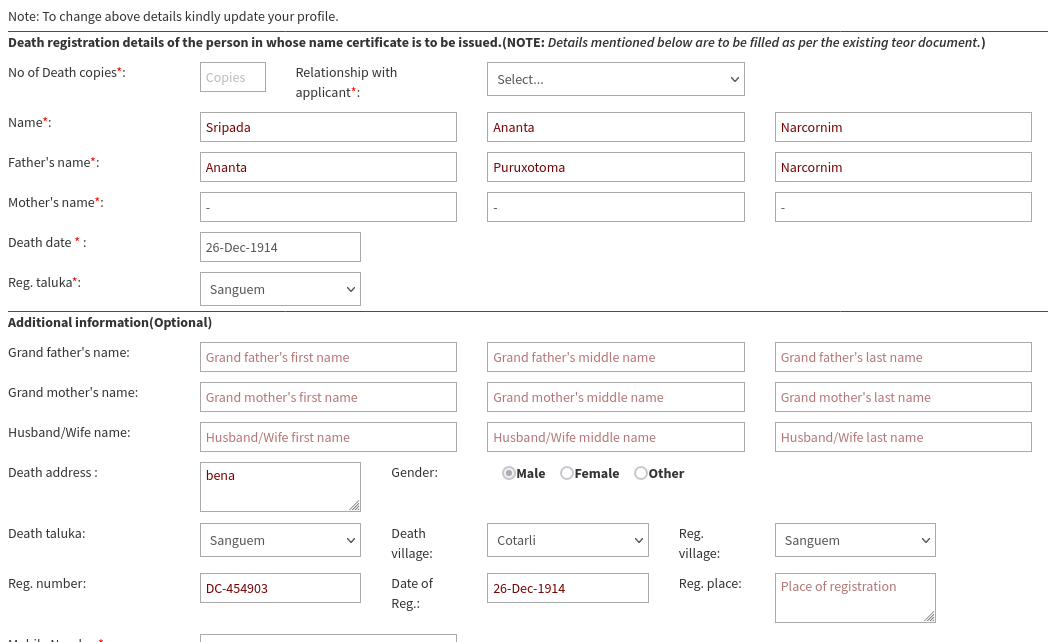 Note: To change above details kindly update your profile.
Death registration details of the person in whose name certificate is to be issued.(NOTE: Details mentioned below are to be filled as per the existing teor document.)
No of Death copies*: Copies Relationship with applicant*: Select...
Name*: Sripada Ananta Narcornim
Father's name*: Ananta Puruxotoma Narcornim
Mother's name*: - - -
Death date * : 26-Dec-1914
Reg. taluka*: Sanguem
Additional information(Optional)
Grand father's name: Grand father's first name Grand father's middle name Grand father's last name
Grand mother's name: Grand mother's first name Grand mother's middle name Grand mother's last name
Husband/Wife name: Husband/Wife first name Husband/Wife middle name Husband/Wife last name
Death address : bena Gender: Male Female Other
Death taluka: Sanguem Death village: Cotarli Reg. village: Sanguem
Reg. number: DC-454903 Date of Reg.: 26-Dec-1914 Reg. place: Place of registration